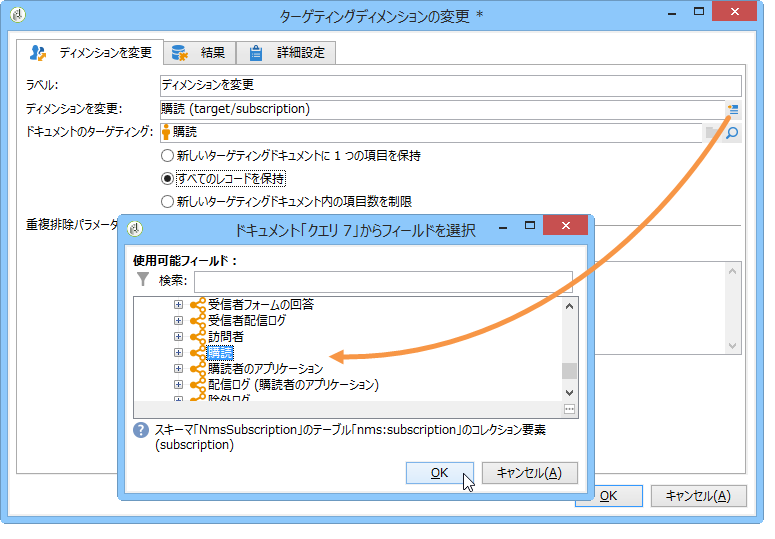 ターゲティングディメンションの変更 *
ディメンションを変更 結果 詳細設定
ラベル: ディメンションを変更
ディメンションを変更: 購読 (target/subscription)
ドキュメントのターゲティング: 購読
新しいターゲティングドキュメントに 1 つの項目を保持
すべてのレコードを保持
新しいターゲティングドキュメント内の項目数を制限
重複排除パラメータ
ドキュメント「クエリ 7」からフィールドを選択
使用可能フィールド :
検索:
受信者フォームの回答
受信者配信ログ
訪問者
購読
購読者のアプリケーション
配信ログ (購読者のアプリケーション)
除外ログ
スキーマ「NmsSubscription」のテーブル「nms:subscription」のコレクション要素
(subscription)
OK キャンセル(A)
OK キャンセル(A)